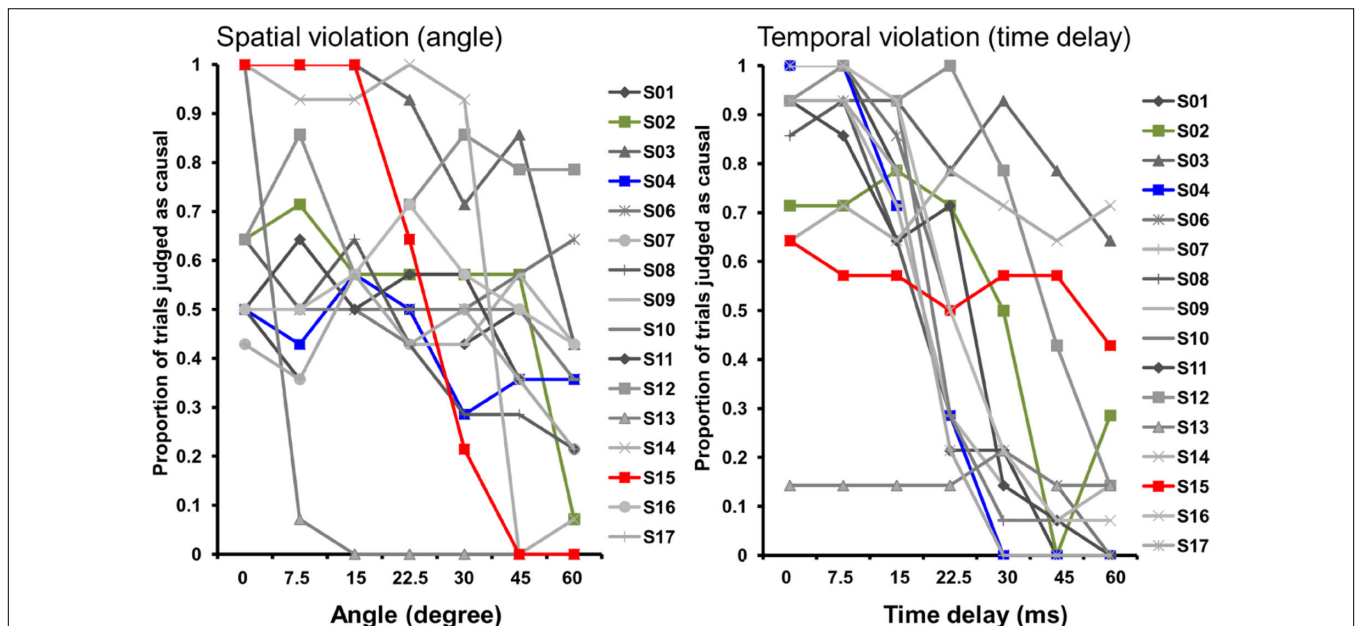 Spatial violation (angle)
Proportion of trials judged as causal
1
0.9
0.8
0.7
0.6
0.5
0.4
0.3
0.2
0.1
0
0 7.5 15 22.5 30 45 60
Angle (degree)
S01
S02
S03
S04
S06
S07
S08
S09
S10
S11
S12
S13
S14
S15
S16
S17
Temporal violation (time delay)
Proportion of trials judged as causal
1
0.9
0.8
0.7
0.6
0.5
0.4
0.3
0.2
0.1
0
0 7.5 15 22.5 30 45 60
Time delay (ms)
S01
S02
S03
S04
S06
S07
S08
S09
S10
S11
S12
S13
S14
S15
S16
S17